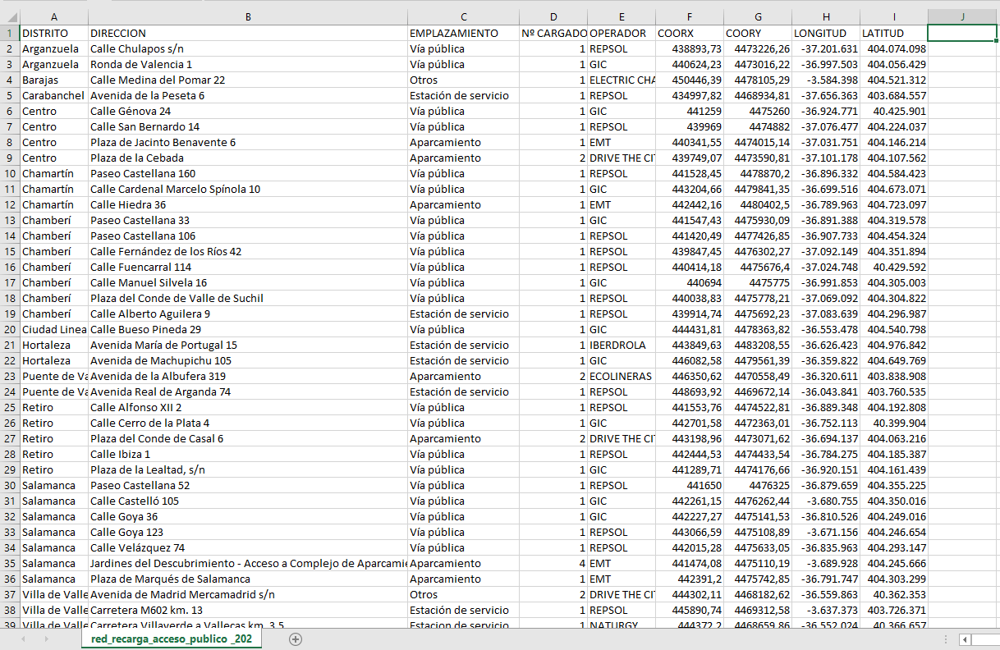 A B C D E F G H I J
1 DISTRITO DIRECCION EMPLAZAMIENTO Nº CARGADO OPERADOR COORX COORY LONGITUD LATITUD
2 Arganzuela Calle Chulapos s/n Vía pública 1 REPSOL 438893,73 4473226,26 -37.201.631 404.074.098
3 Arganzuela Ronda de Valencia 1 Vía pública 1 GIC 440624,23 4473016,22 -36.997.503 404.056.429
4 Barajas Calle Medina del Pomar 22 Otros 1 ELECTRIC CHA 450446,39 4478105,29 -3.584.398 404.521.312
5 Carabanchel Avenida de la Peseta 6 Estación de servicio 1 REPSOL 434997,82 4468934,81 -37.656.363 403.684.557
6 Centro Calle Génova 24 Vía pública 1 GIC 441259 4475260 -36.924.771 40.425.901
7 Centro Calle San Bernardo 14 Vía pública 1 REPSOL 439969 4474882 -37.076.477 404.224.037
8 Centro Plaza de Jacinto Benavente 6 Aparcamiento 1 EMT 440341,55 4474015,14 -37.031.751 404.146.214
9 Centro Plaza de la Cebada Aparcamiento 2 DRIVE THE CI 439749,07 4473590,81 -37.101.178 404.107.562
10 Chamartín Paseo Castellana 160 Vía pública 1 REPSOL 441528,45 4478870,2 -36.896.332 404.584.423
11 Chamartín Calle Cardenal Marcelo Spínola 10 Vía pública 1 GIC 443204,66 4479841,35 -36.699.516 404.673.071
12 Chamartín Calle Hiedra 36 Aparcamiento 1 EMT 442442,16 4480402,5 -36.789.963 404.723.097
13 Chamberí Paseo Castellana 33 Vía pública 1 GIC 441547,43 4475930,09 -36.891.388 404.319.578
14 Chamberí Paseo Castellana 106 Vía pública 1 REPSOL 441420,49 4477426,85 -36.907.733 404.454.324
15 Chamberí Calle Fernández de los Ríos 42 Vía pública 1 REPSOL 439847,45 4476302,27 -37.092.149 404.351.894
16 Chamberí Calle Fuencarral 114 Vía pública 1 REPSOL 440414,18 4475676,4 -37.024.748 40.429.592
17 Chamberí Calle Manuel Silvela 16 Vía pública 1 GIC 440694 4475775 -36.991.853 404.305.003
18 Chamberí Plaza del Conde de Valle de Suchil Vía pública 1 REPSOL 440038,83 4475778,21 -37.069.092 404.304.822
19 Chamberí Calle Alberto Aguilera 9 Estación de servicio 1 REPSOL 439914,74 4475692,23 -37.083.639 404.296.987
20 Ciudad Linea Calle Bueso Pineda 29 Vía pública 1 GIC 444431,81 4478363,82 -36.553.478 404.540.798
21 Hortaleza Avenida María de Portugal 15 Estación de servicio 1 IBERDROLA 443849,63 4483208,55 -36.626.423 404.976.842
22 Hortaleza Avenida de Machupichu 105 Estación de servicio 1 GIC 446082,58 4479561,39 -36.359.822 404.649.769
23 Puente de Va Avenida de la Albufera 319 Aparcamiento 2 ECOLINERAS 446350,62 4470558,49 -36.320.611 403.838.908
24 Puente de Va Avenida Real de Arganda 74 Estación de servicio 1 REPSOL 448693,92 4469672,14 -36.043.841 403.760.535
25 Retiro Calle Alfonso XII 2 Vía pública 1 REPSOL 441553,76 4474522,81 -36.889.348 404.192.808
26 Retiro Calle Cerro de la Plata 4 Vía pública 1 GIC 442701,58 4472363,01 -36.752.113 40.399.904
27 Retiro Plaza del Conde de Casal 6 Aparcamiento 2 DRIVE THE CI 443198,96 4473071,62 -36.694.137 404.063.216
28 Retiro Calle Ibiza 1 Vía pública 1 REPSOL 442444,53 4474433,54 -36.784.275 404.185.387
29 Retiro Plaza de la Lealtad, s/n Vía pública 1 GIC 441289,71 4474176,66 -36.920.151 404.161.439
30 Salamanca Paseo Castellana 52 Vía pública 1 REPSOL 441650 4476325 -36.879.659 404.355.225
31 Salamanca Calle Castelló 105 Vía pública 1 GIC 442261,15 4476262,44 -3.680.755 404.350.016
32 Salamanca Calle Goya 36 Vía pública 1 GIC 442227,27 4475141,53 -36.810.526 404.249.016
33 Salamanca Calle Goya 123 Vía pública 1 REPSOL 443066,59 4475108,89 -3.671.156 404.246.654
34 Salamanca Calle Velázquez 74 Vía pública 1 REPSOL 442015,28 4475633,05 -36.835.963 404.293.147
35 Salamanca Jardines del Descubrimiento - Acceso a Complejo de Aparcamie Aparcamiento 4 EMT 441474,08 4475110,19 -3.689.928 404.245.666
36 Salamanca Plaza de Marqués de Salamanca Aparcamiento 1 EMT 442391,2 4475742,85 -36.791.747 404.303.299
37 Villa de Valle Avenida de Madrid Mercamadrid s/n Otros 2 DRIVE THE CI 444302,11 4468182,62 -36.559.863 40.362.353
38 Villa de Valle Carretera M602 km. 13 Estación de servicio 1 REPSOL 445890,74 4469312,58 -3.637.373 403.726.371
39 Villa de Valle Carretera Villaverde a Vallecas km. 3,5 Estacion de servicio 1 NATURGY 444372,2 4468659,86 -36.552.024 40.366.657
red_recarga_acceso_publico _202